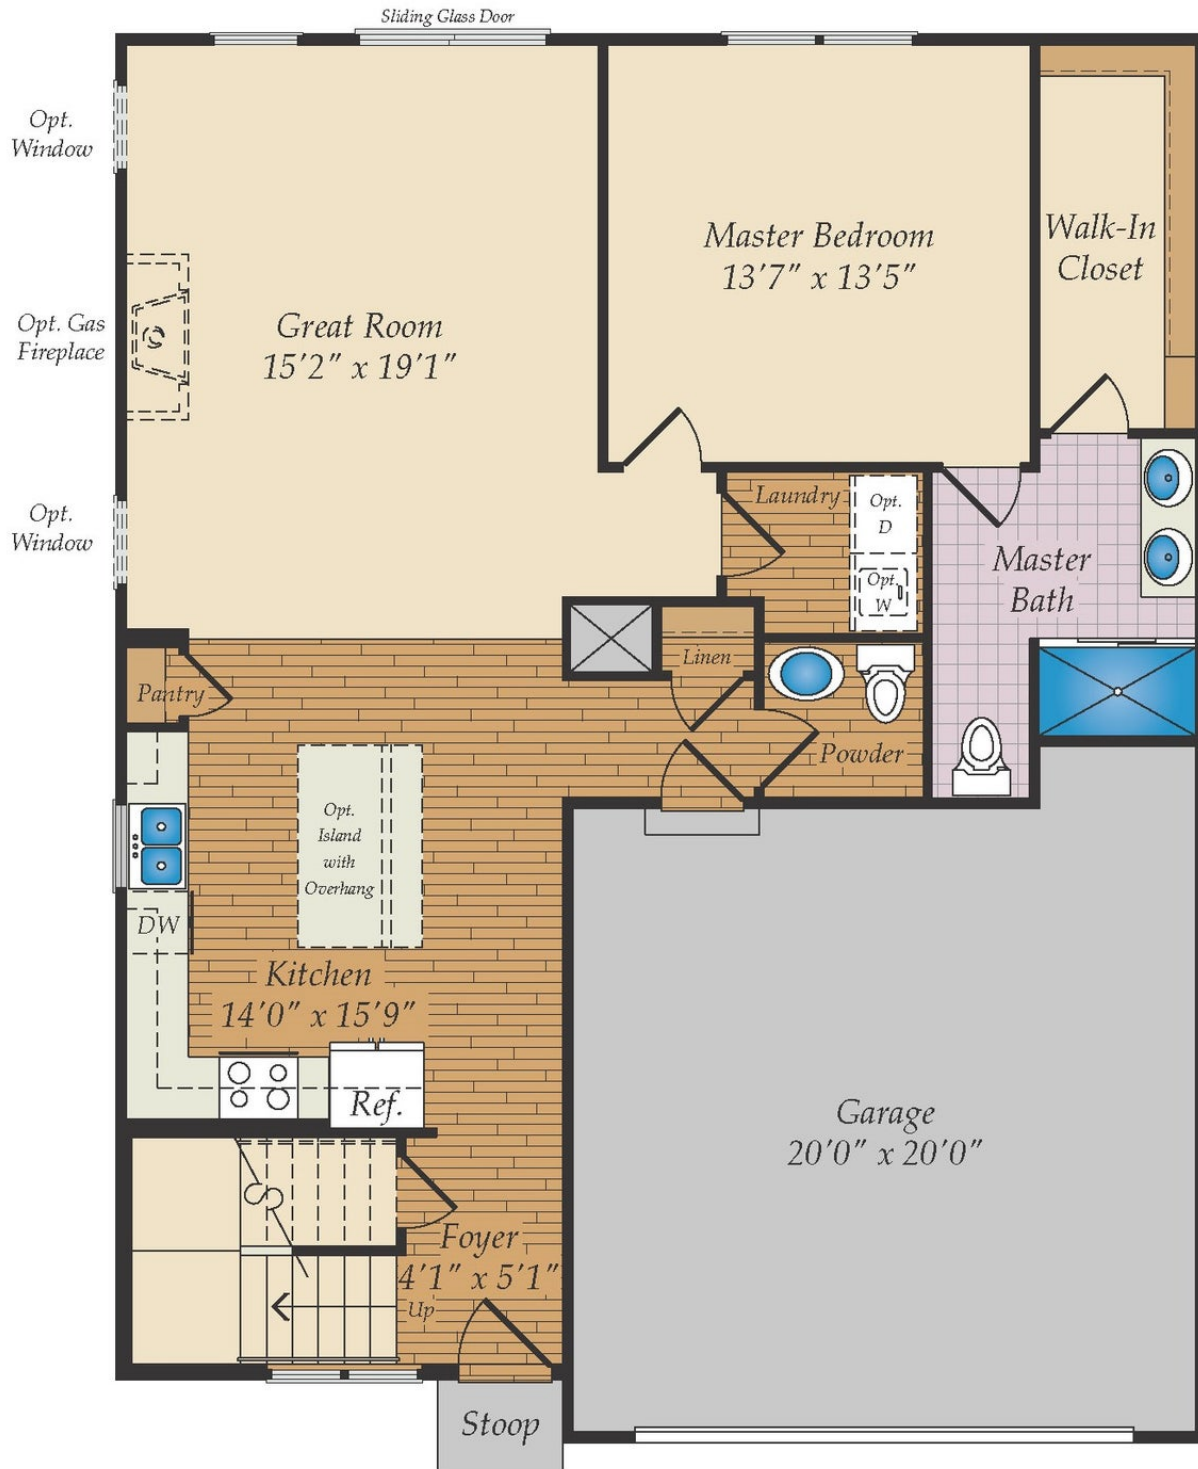 Sliding Glass Door
Opt.
Window
Master Bedroom
13'7" x 13'5"
Walk-In
Closet
Opt. Gas
Fireplace
Great Room
15'2" x 19'1"
Opt.
Window
Laundry
Opt.
D
Opt.
W
Master
Bath
Pantry
Linen
Powder
Opt.
Island
with
Overhang
DW
Kitchen
14'0" x 15'9"
Ref.
Garage
20'0" x 20'0"
Foyer
4'1" x 5'1"
Up
Stoop